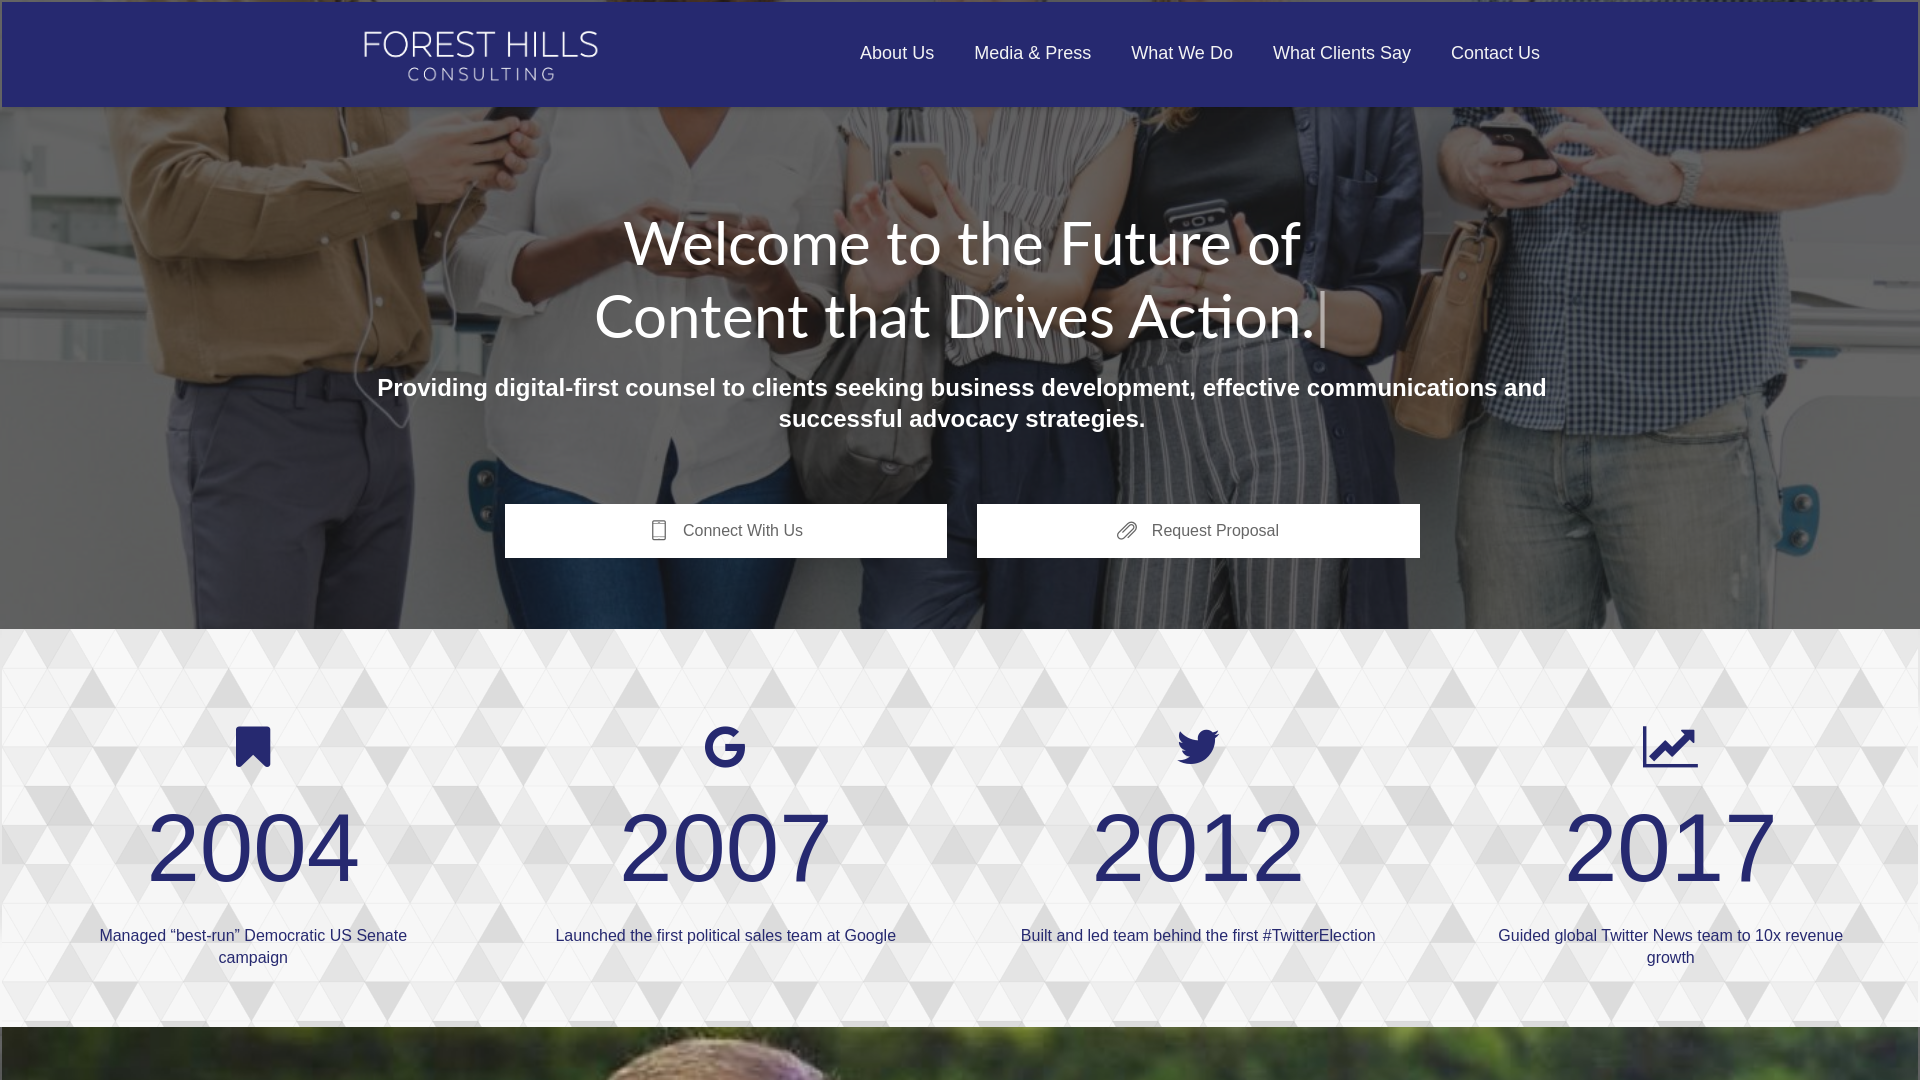 FOREST HILLS
CONSULTING
About Us
Media & Press
What We Do
What Clients Say
Contact Us
Welcome to the Future of
Content that Drives Action.
Providing digital-first counsel to clients seeking business development, effective communications and
successful advocacy strategies.
Connect With Us
Request Proposal
2004
Managed “best-run” Democratic US Senate
campaign
2007
Launched the first political sales team at Google
2012
Built and led team behind the first #TwitterElection
2017
Guided global Twitter News team to 10x revenue
growth